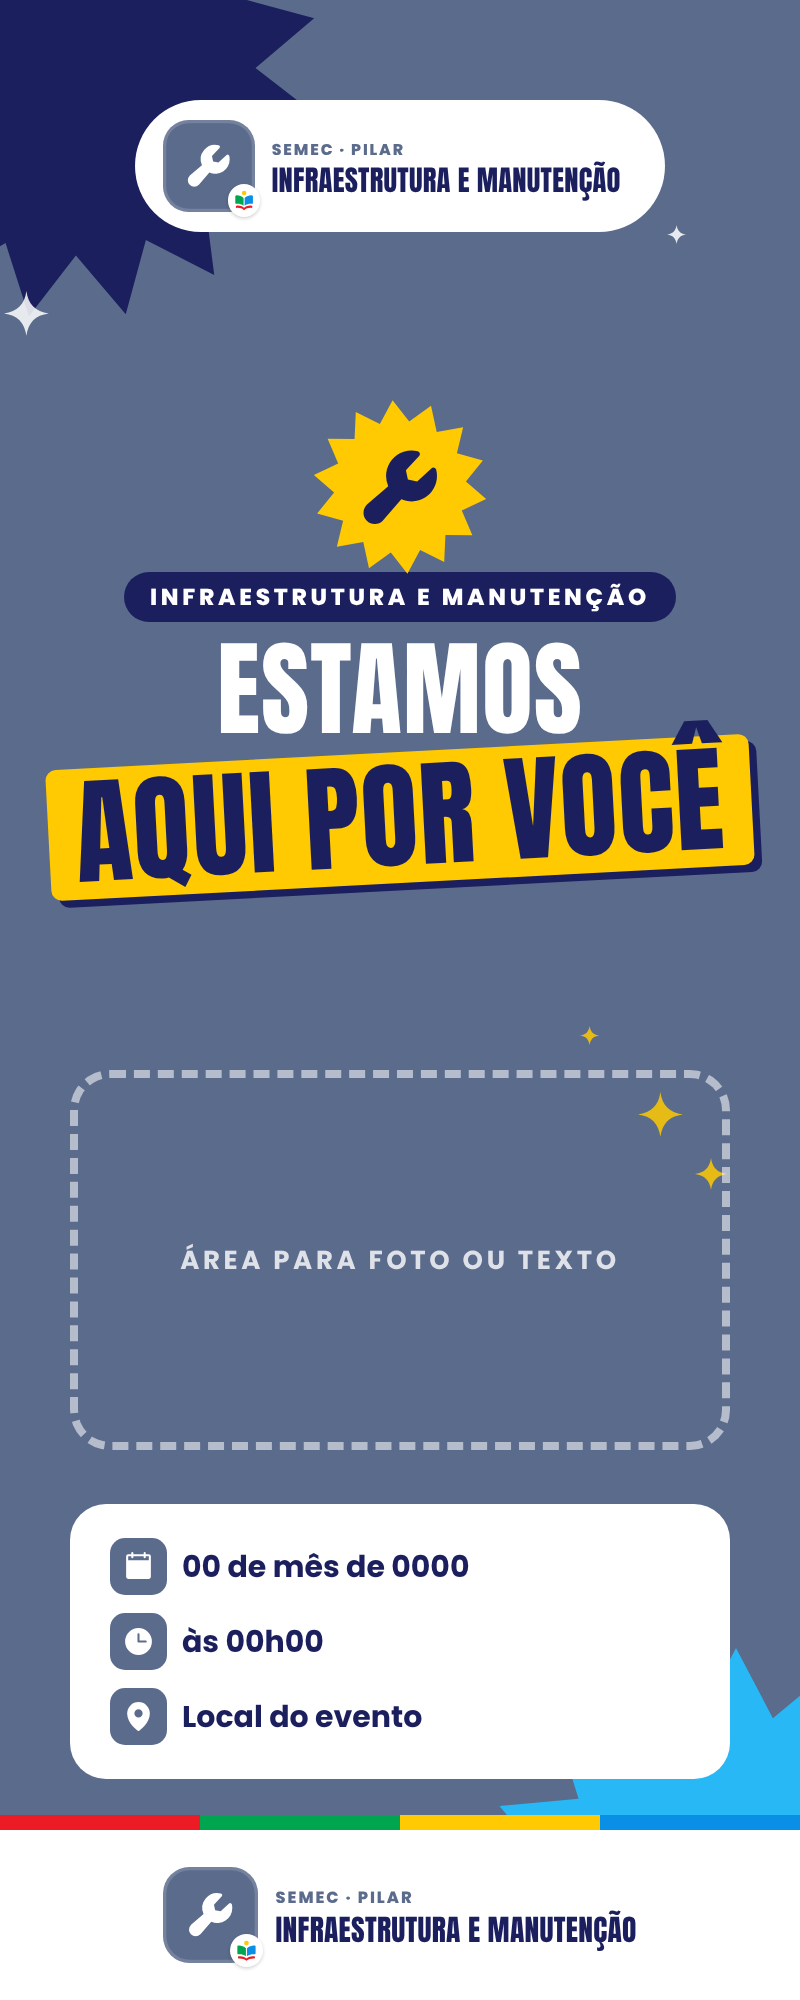 SEMEC · PILAR
INFRAESTRUTURA E MANUTENÇÃO
INFRAESTRUTURA E MANUTENÇÃO
ESTAMOS
AQUI POR VOCÊ
ÁREA PARA FOTO OU TEXTO
00 de mês de 0000
às 00h00
Local do evento
SEMEC · PILAR
INFRAESTRUTURA E MANUTENÇÃO